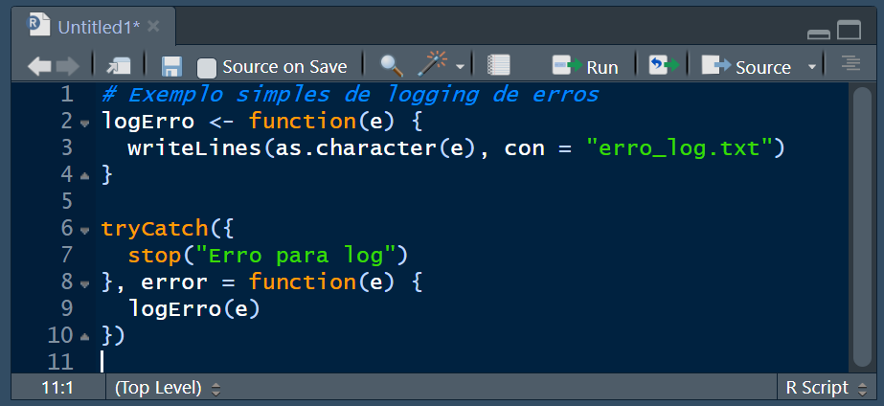 Untitled1*
Source on Save
Run
Source
1 # Exemplo simples de logging de erros
2 logErro <- function(e) {
3   writeLines(as.character(e), con = "erro_log.txt")
4 }
5
6 tryCatch({
7   stop("Erro para log")
8 }, error = function(e) {
9   logErro(e)
10 })
11
11:1 (Top Level) R Script